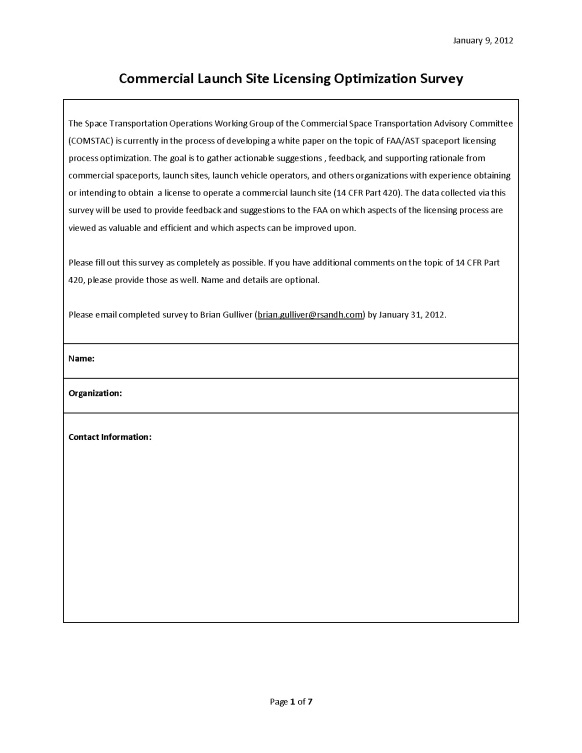 January 9, 2012
Commercial Launch Site Licensing Optimization Survey
The Space Transportation Operations Working Group of the Commercial Space Transportation Advisory Committee
(COMSTAC) is currently in the process of developing a white paper on the topic of FAA/AST spaceport licensing
process optimization. The goal is to gather actionable suggestions , feedback, and supporting rationale from
commercial spaceports, launch sites, launch vehicle operators, and others organizations with experience obtaining
or intending to obtain a license to operate a commercial launch site (14 CFR Part 420). The data collected via this
survey will be used to provide feedback and suggestions to the FAA on which aspects of the licensing process are
viewed as valuable and efficient and which aspects can be improved upon.
Please fill out this survey as completely as possible. If you have additional comments on the topic of 14 CFR Part
420, please provide those as well. Name and details are optional.
Please email completed survey to Brian Gulliver (brian.gulliver@rsandh.com) by January 31, 2012.
Name:
Organization:
Contact Information:
Page 1 of 7